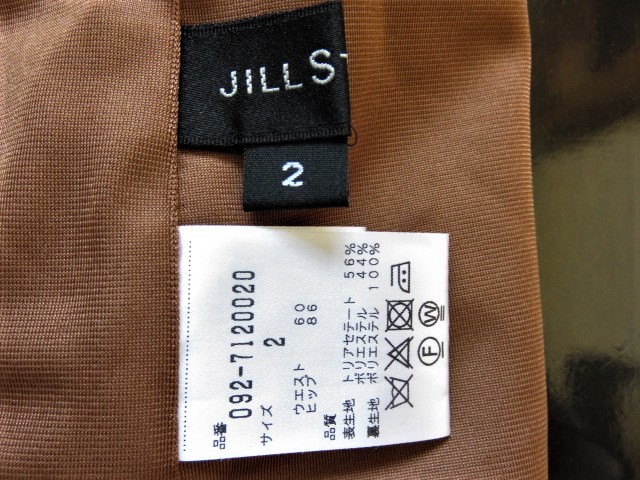 JILL S
2
品番 092-7120020
サイズ 2
ウエスト 60
ヒップ 86
品質
表生地 トリアセテート 56%
ポリエステル 44%
裏生地 ポリエステル 100%
F W